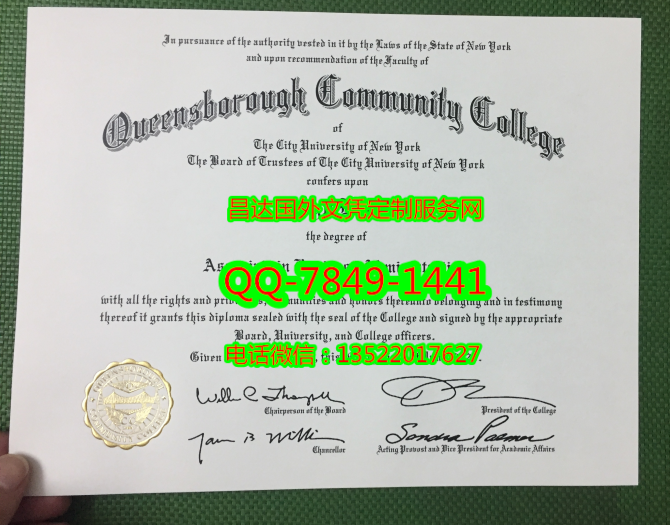 In pursuance of the authority vested in it by the Laws of the State of New York
and upon recommendation of the Faculty of
Queensborough Community College
of
The City University of New York
The Board of Trustees of The City University of New York
confers upon
昌达国外文凭定制服务网
the degree of
QQ-7849-1441
with all the rights and thereunto belonging and in testimony
thereof it grants this diploma sealed with the seal of the College and signed by the appropriate
Board, University, and College officers.
Given
电话微信：13522017627
Chairperson of the Board
President of the College
Chancellor
Acting Provost and Vice President for Academic Affairs